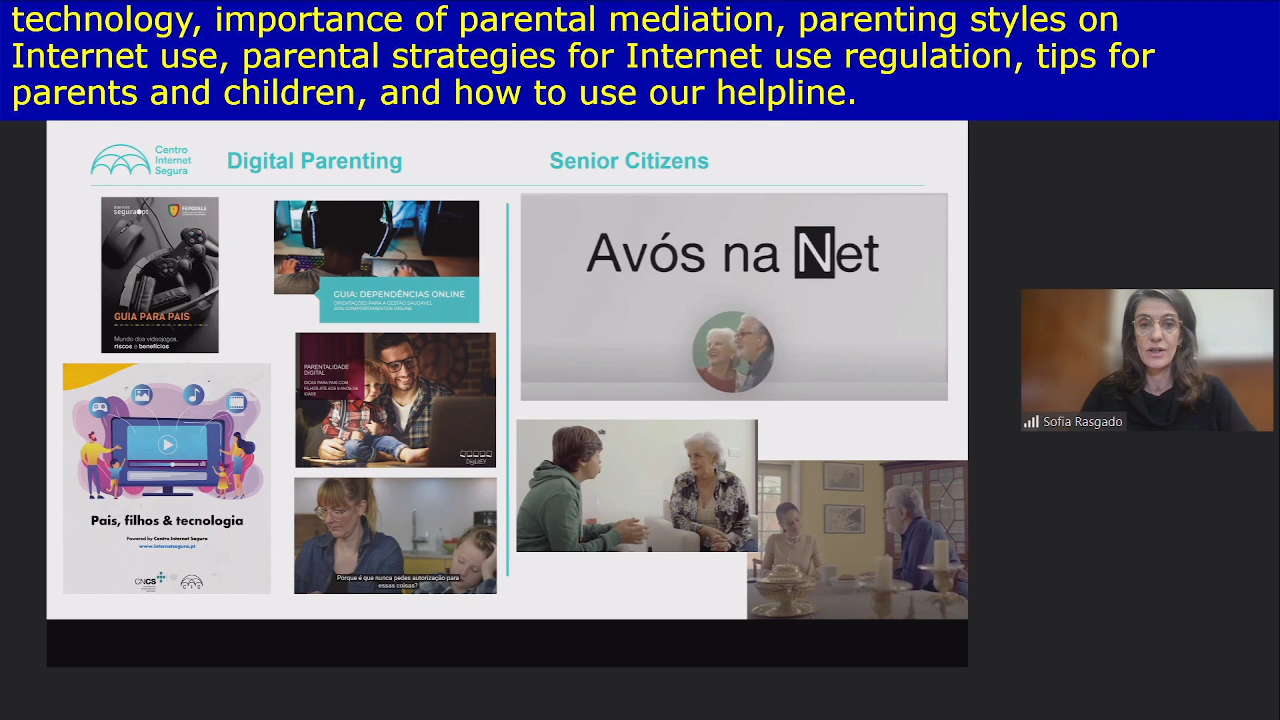 technology, importance of parental mediation, parenting styles on
Internet use, parental strategies for Internet use regulation, tips for
parents and children, and how to use our helpline.
Centro
Internet
Segura
Digital Parenting
Senior Citizens
GUIA PARA PAIS
Mundo dos videojogos,
riscos e benefícios
GUIA: DEPENDÊNCIAS ONLINE
ORIENTAÇÕES PARA A GESTÃO SAUDÁVEL
DOS COMPORTAMENTOS ONLINE
PARENTALIDADE
DIGITAL
DICAS PARA PAIS COM
FILHOS ATÉ AOS 8 ANOS DE
IDADE
Pais, filhos & tecnologia
Powered by Centro Internet Segura
www.internetsegura.pt
CNCS
Porque é que nunca pedes autorização para
essas coisas?
Avós na Net
Sofia Rasgado